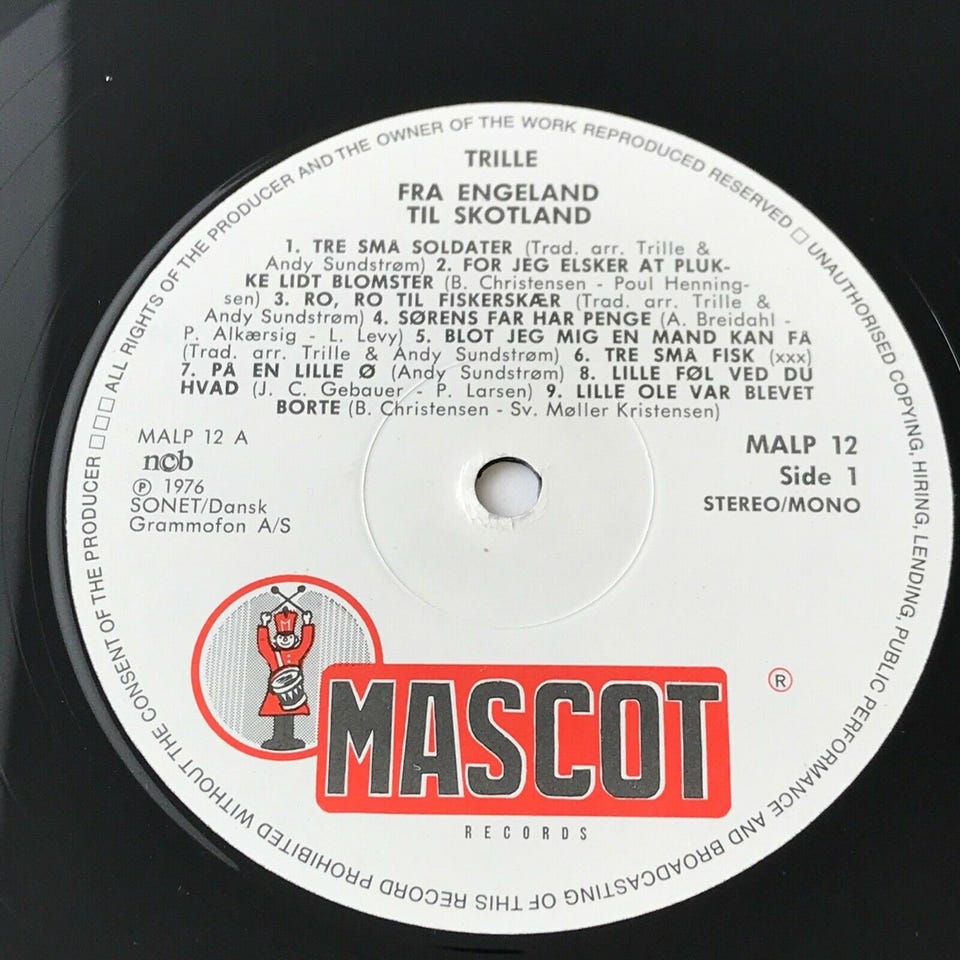 □□□ ALL RIGHTS OF THE PRODUCER AND THE OWNER OF THE WORK REPRODUCED RESERVED □ UNAUTHORISED COPYING, HIRING, LENDING, PUBLIC PERFORMANCE AND BROADCASTING OF THIS RECORD PROHIBITED WITHOUT THE CONSENT OF THE PRODUCER
TRILLE
FRA ENGELAND
TIL SKOTLAND
1. TRE SMÅ SOLDATER (Trad. arr. Trille &
Andy Sundstrøm) 2. FOR JEG ELSKER AT PLUK-
KE LIDT BLOMSTER (B. Christensen - Poul Henning-
sen) 3. RO, RO TIL FISKERSKÆR (Trad. arr. Trille &
Andy Sundstrøm) 4. SØRENS FAR HAR PENGE (A. Breidahl -
P. Alkærsig - L. Levy) 5. BLOT JEG MIG EN MAND KAN FÅ
(Trad. arr. Trille & Andy Sundstrøm) 6. TRE SMÅ FISK (xxx)
7. PÅ EN LILLE Ø (Andy Sundstrøm) 8. LILLE FØL VED DU
HVAD (J. C. Gebauer - P. Larsen) 9. LILLE OLE VAR BLEVET
BORTE (B. Christensen - Sv. Møller Kristensen)
MALP 12 A
ncb
Ⓟ 1976
SONET/Dansk
Grammofon A/S
MALP 12
Side 1
STEREO/MONO
M
MASCOT ®
RECORDS